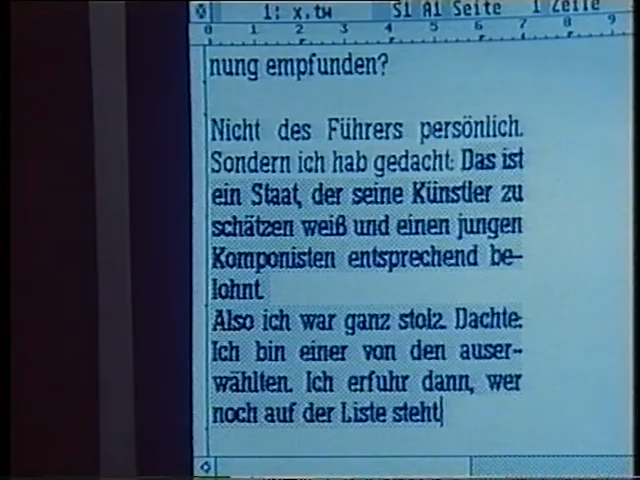 1: x.tw S1 A1 Seite 1 Zeile
0 1 2 3 4 5 6 7 8 9
nung empfunden?
Nicht des Führers persönlich.
Sondern ich hab gedacht: Das ist
ein Staat, der seine Künstler zu
schätzen weiß und einen jungen
Komponisten entsprechend be-
lohnt.
Also ich war ganz stolz. Dachte:
Ich bin einer von den auser-
wählten. Ich erfuhr dann, wer
noch auf der Liste steht